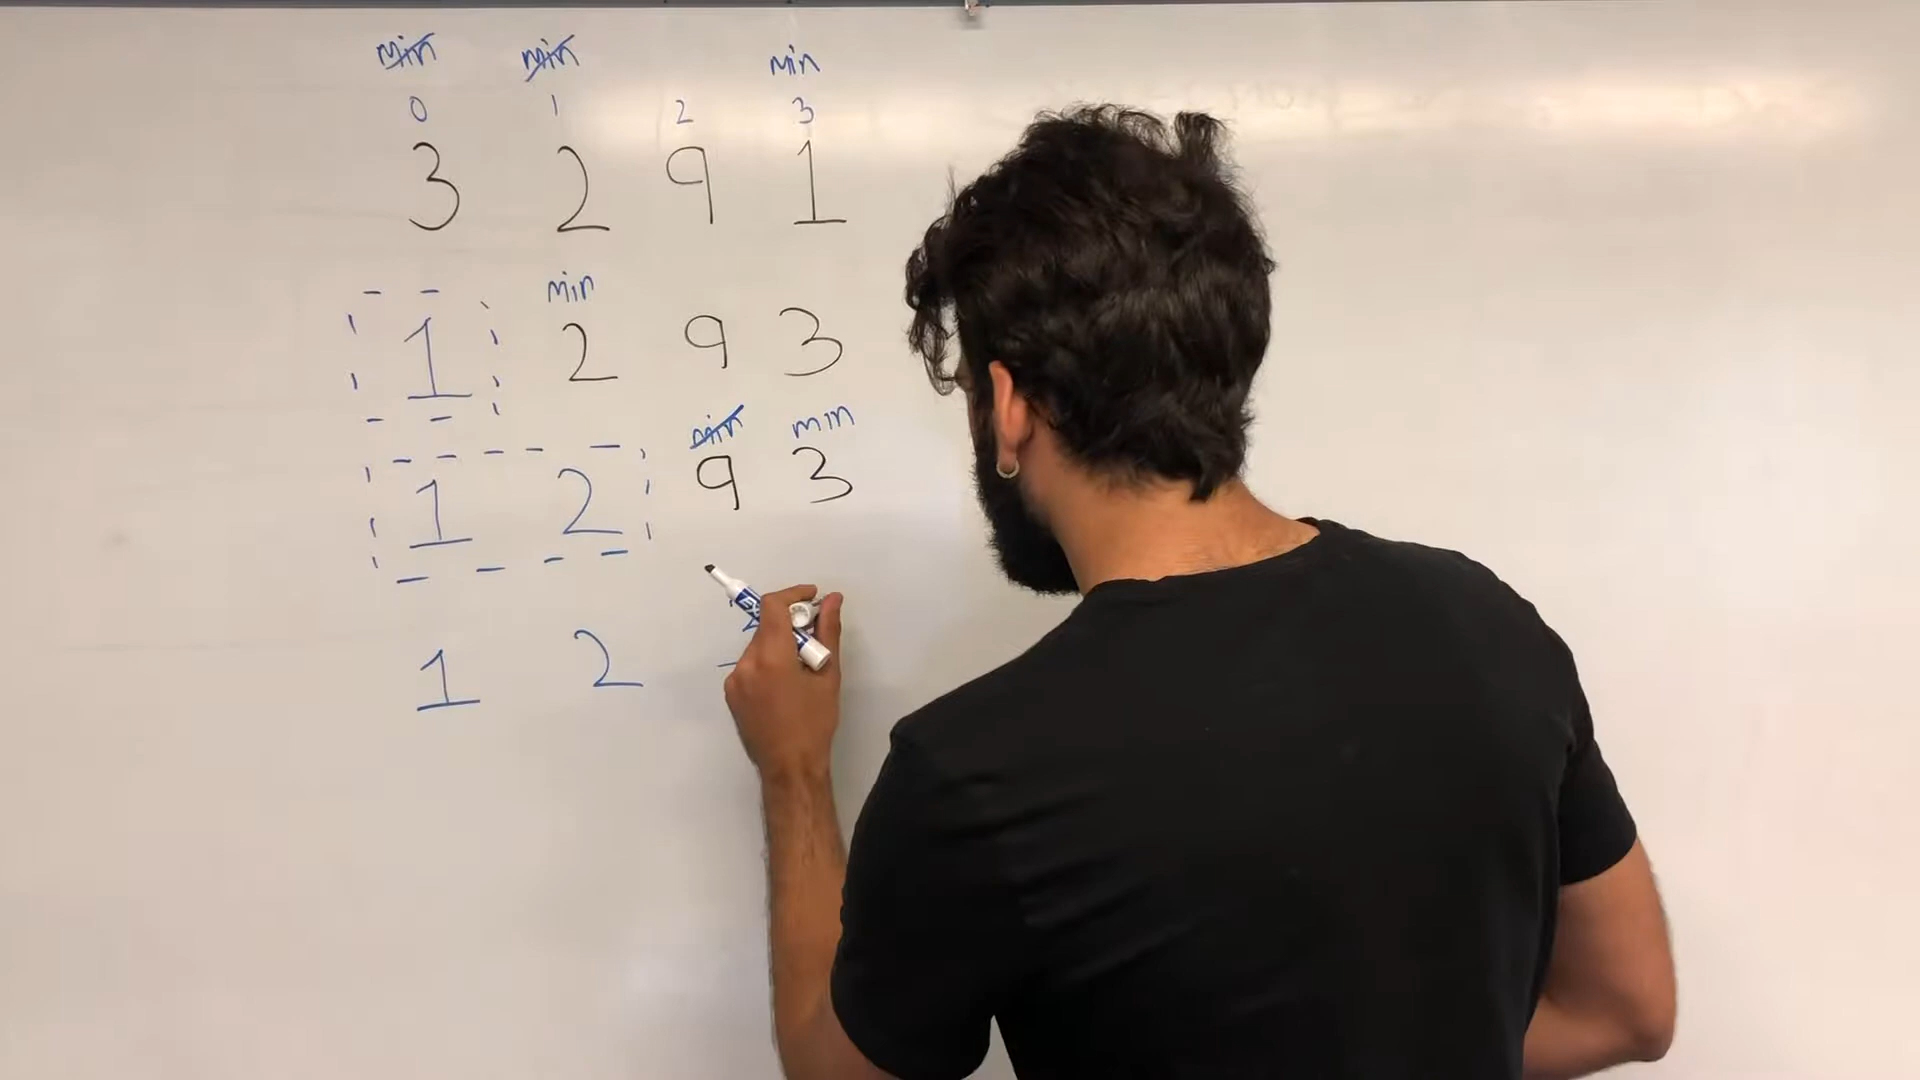 min min min
0 1 2 3
3 2 9 1
min
1 2 9 3
min min
1 2 9 3
1 2